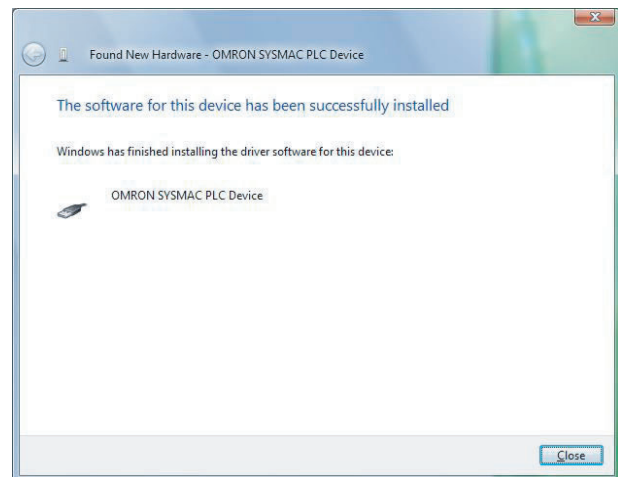 Found New Hardware - OMRON SYSMAC PLC Device
The software for this device has been successfully installed
Windows has finished installing the driver software for this device:
OMRON SYSMAC PLC Device
Close